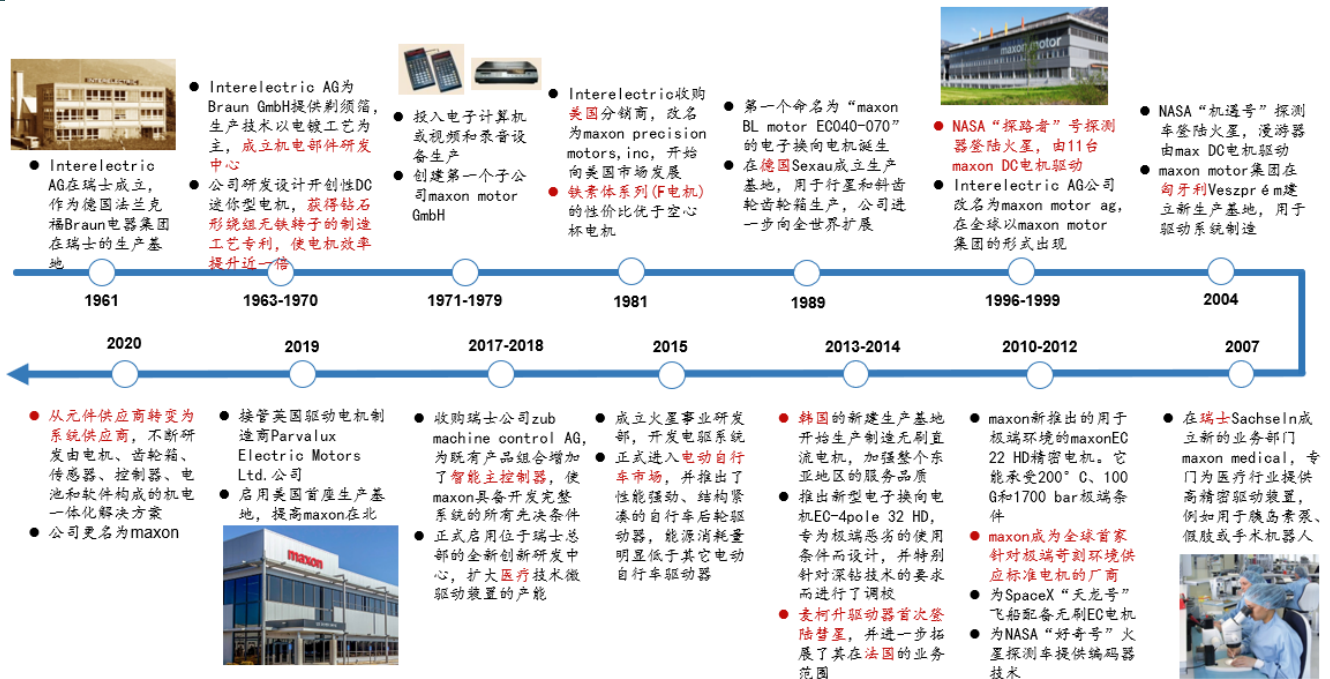 INTERELECTRIC
● Interelectric
AG在瑞士成立，
作为德国法兰克
福Braun电器集团
在瑞士的生产基
地
● Interelectric AG为
Braun GmbH提供剃须箔，
生产技术以电镀工艺为
主，成立机电部件研发
中心
● 公司研发设计开创性DC
迷你型电机，获得钻石
形绕组无铁转子的制造
工艺专利，使电机效率
提升近一倍
● 投入电子计算机
或视频和录音设
备生产
● 创建第一个子公
司maxon motor
GmbH
● Interelectric收购
美国分销商，改名
为maxon precision
motors,inc，开始
向美国市场发展
● 铁素体系列(F电机)
的性价比优于空心
杯电机
● 第一个命名为“maxon
BL motor EC040-070”
的电子换向电机诞生
● 在德国Sexau成立生产
基地，用于行星和斜齿
轮齿轮箱生产，公司进
一步向全世界扩展
maxon motor
● NASA“探路者”号探测
器登陆火星，由11台
maxon DC电机驱动
● Interelectric AG公司
改名为maxon motor ag,
在全球以maxon motor
集团的形式出现
● NASA“机遇号”探测
车登陆火星，漫游器
由max DC电机驱动
● maxon motor集团在
匈牙利Veszprém建
立新生产基地，用于
驱动系统制造
1961
1963-1970
1971-1979
1981
1989
1996-1999
2004
2020
2019
2017-2018
2015
2013-2014
2010-2012
2007
● 从元件供应商转变为
系统供应商，不断研
发由电机、齿轮箱、
传感器、控制器、电
池和软件构成的机电
一体化解决方案
● 公司更名为maxon
● 接管英国驱动电机制
造商Parvalux
Electric Motors
Ltd.公司
● 启用美国首座生产基
地，提高maxon在北
maxon
● 收购瑞士公司zub
machine control AG,
为既有产品组合增加
了智能主控制器，使
maxon具备开发完整
系统的所有先决条件
● 正式启用位于瑞士总
部的全新创新研发中
心，扩大医疗技术微
驱动装置的产能
● 成立火星事业研发
部，开发电驱系统
● 正式进入电动自行
车市场，并推出了
性能强劲、结构紧
凑的自行车后轮驱
动器，能源消耗量
明显低于其它电动
自行车驱动器
● 韩国的新建生产基地
开始生产制造无刷直
流电机，加强整个东
亚地区的服务品质
● 推出新型电子换向电
机EC-4pole 32 HD，
专为极端恶劣的使用
条件而设计，并特别
针对深钻技术的要求
而进行了调校
● 麦柯升驱动器首次登
陆彗星，并进一步拓
展了其在法国的业务
范围
● maxon新推出的用于
极端环境的maxonEC
22 HD精密电机。它
能承受200°C、100
G和1700 bar极端条
件
● maxon成为全球首家
针对极端苛刻环境供
应标准电机的厂商
● 为SpaceX“天龙号”
飞船配备无刷EC电机
● 为NASA“好奇号”火
星探测车提供编码器
技术
● 在瑞士Sachseln成
立新的业务部门
maxon medical，专
门为医疗行业提供
高精密驱动装置，
例如用于胰岛素泵、
假肢或手术机器人